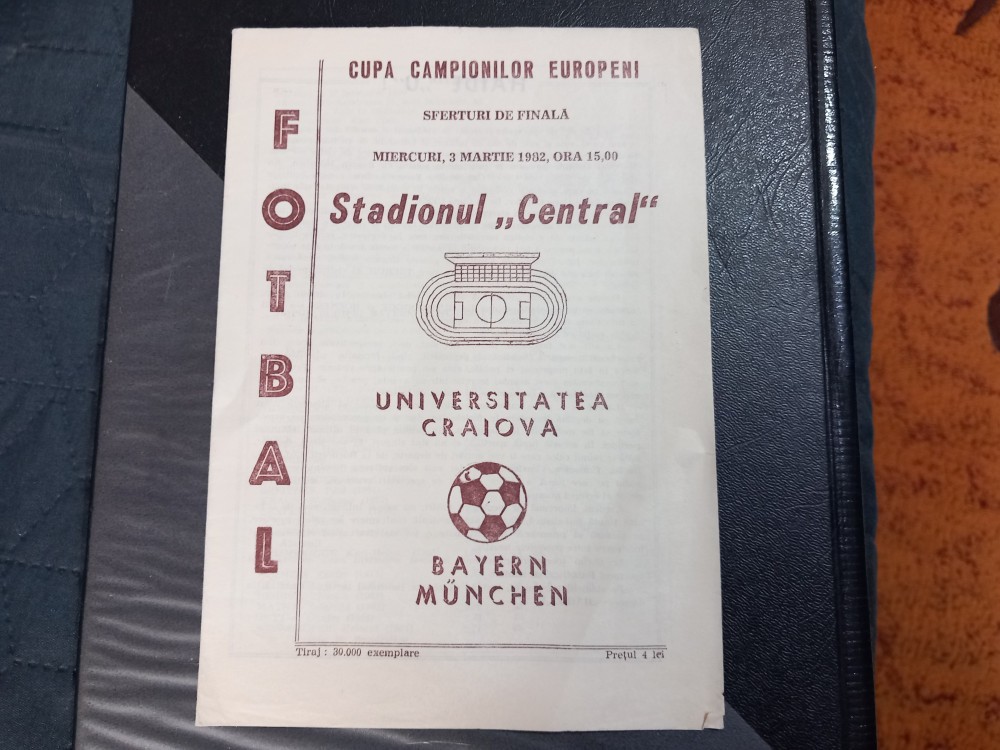 CUPA CAMPIONILOR EUROPENI
SFERTURI DE FINALĂ
MIERCURI, 3 MARTIE 1982, ORA 15,00
Stadionul „Central“
FOTBAL
UNIVERSITATEA
CRAIOVA
BAYERN
MÜNCHEN
Tiraj : 30.000 exemplare
Prețul 4 lei